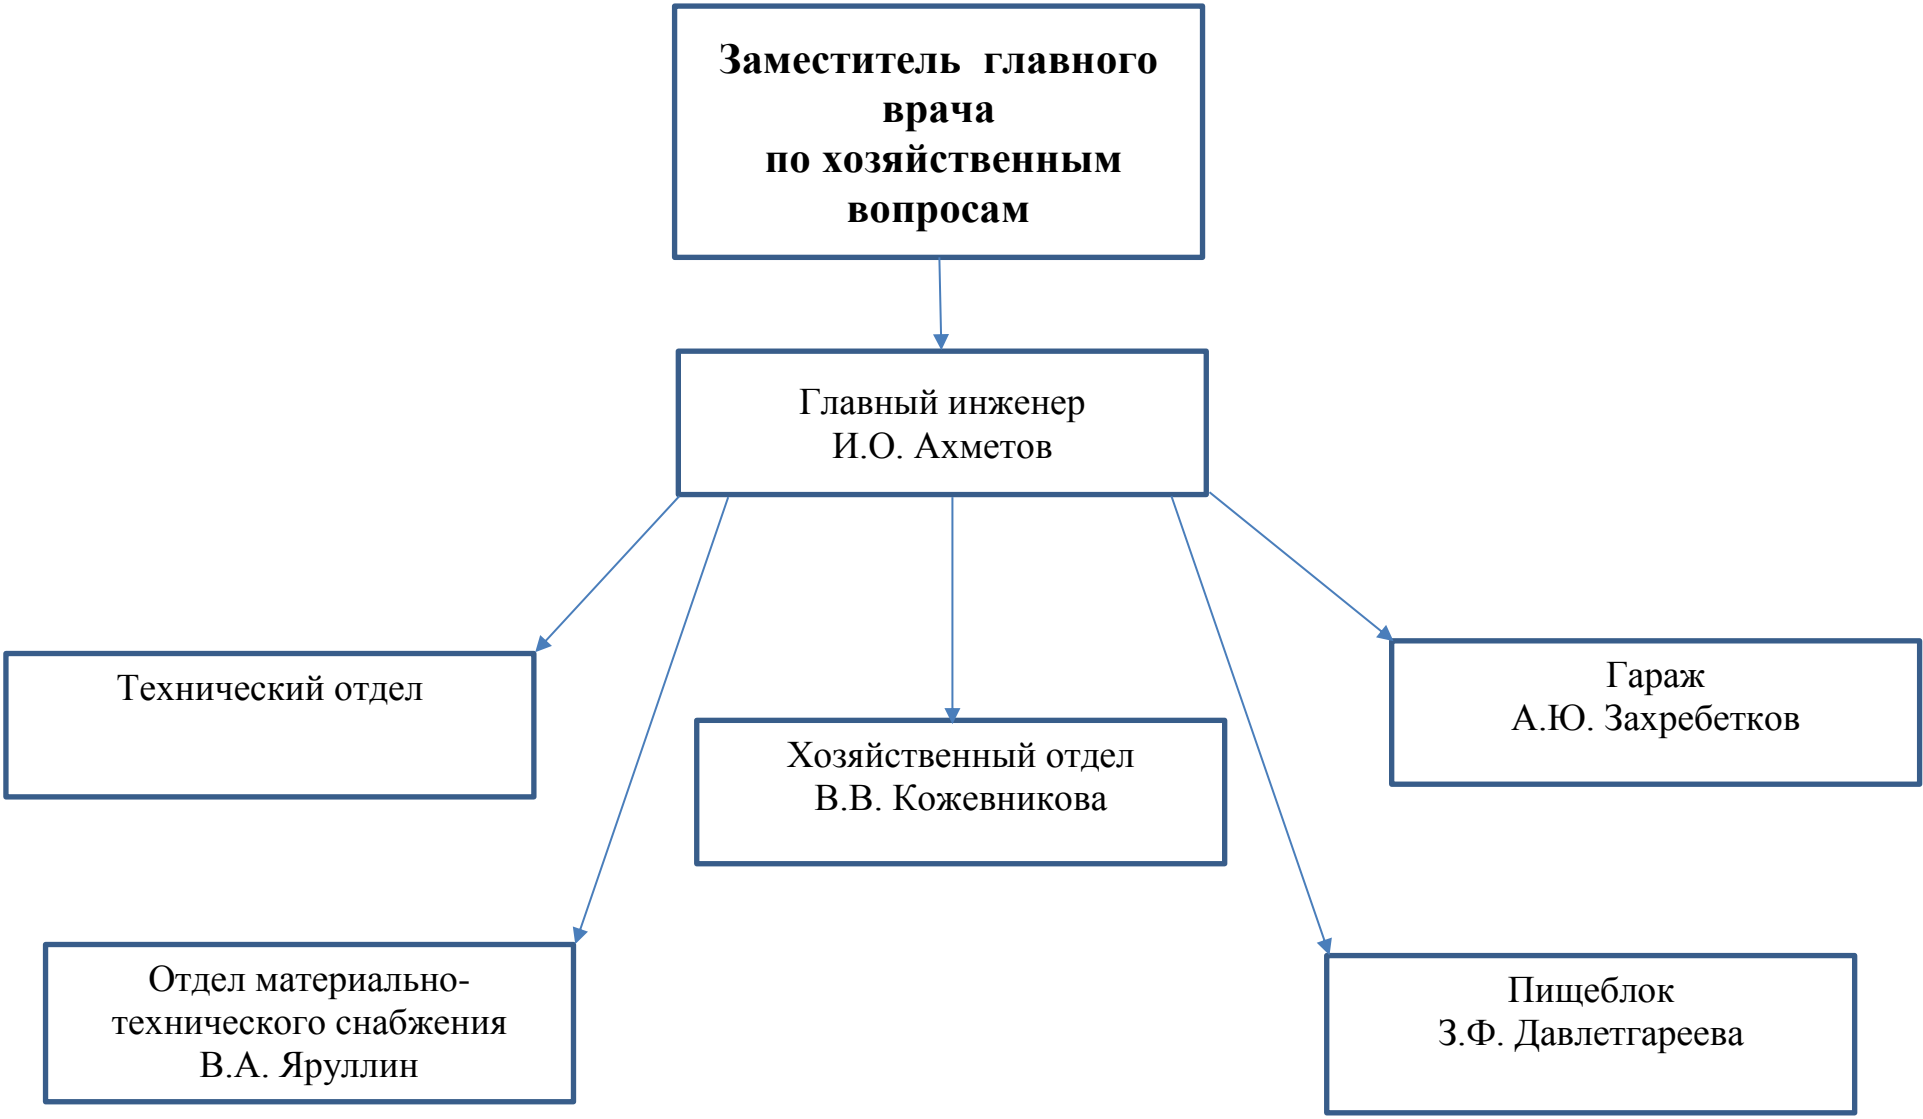 Заместитель главного
врача
по хозяйственным
вопросам
Главный инженер
И.О. Ахметов
Технический отдел
Гараж
А.Ю. Захребетков
Хозяйственный отдел
В.В. Кожевникова
Отдел материально-
технического снабжения
В.А. Яруллин
Пищеблок
З.Ф. Давлетгареева